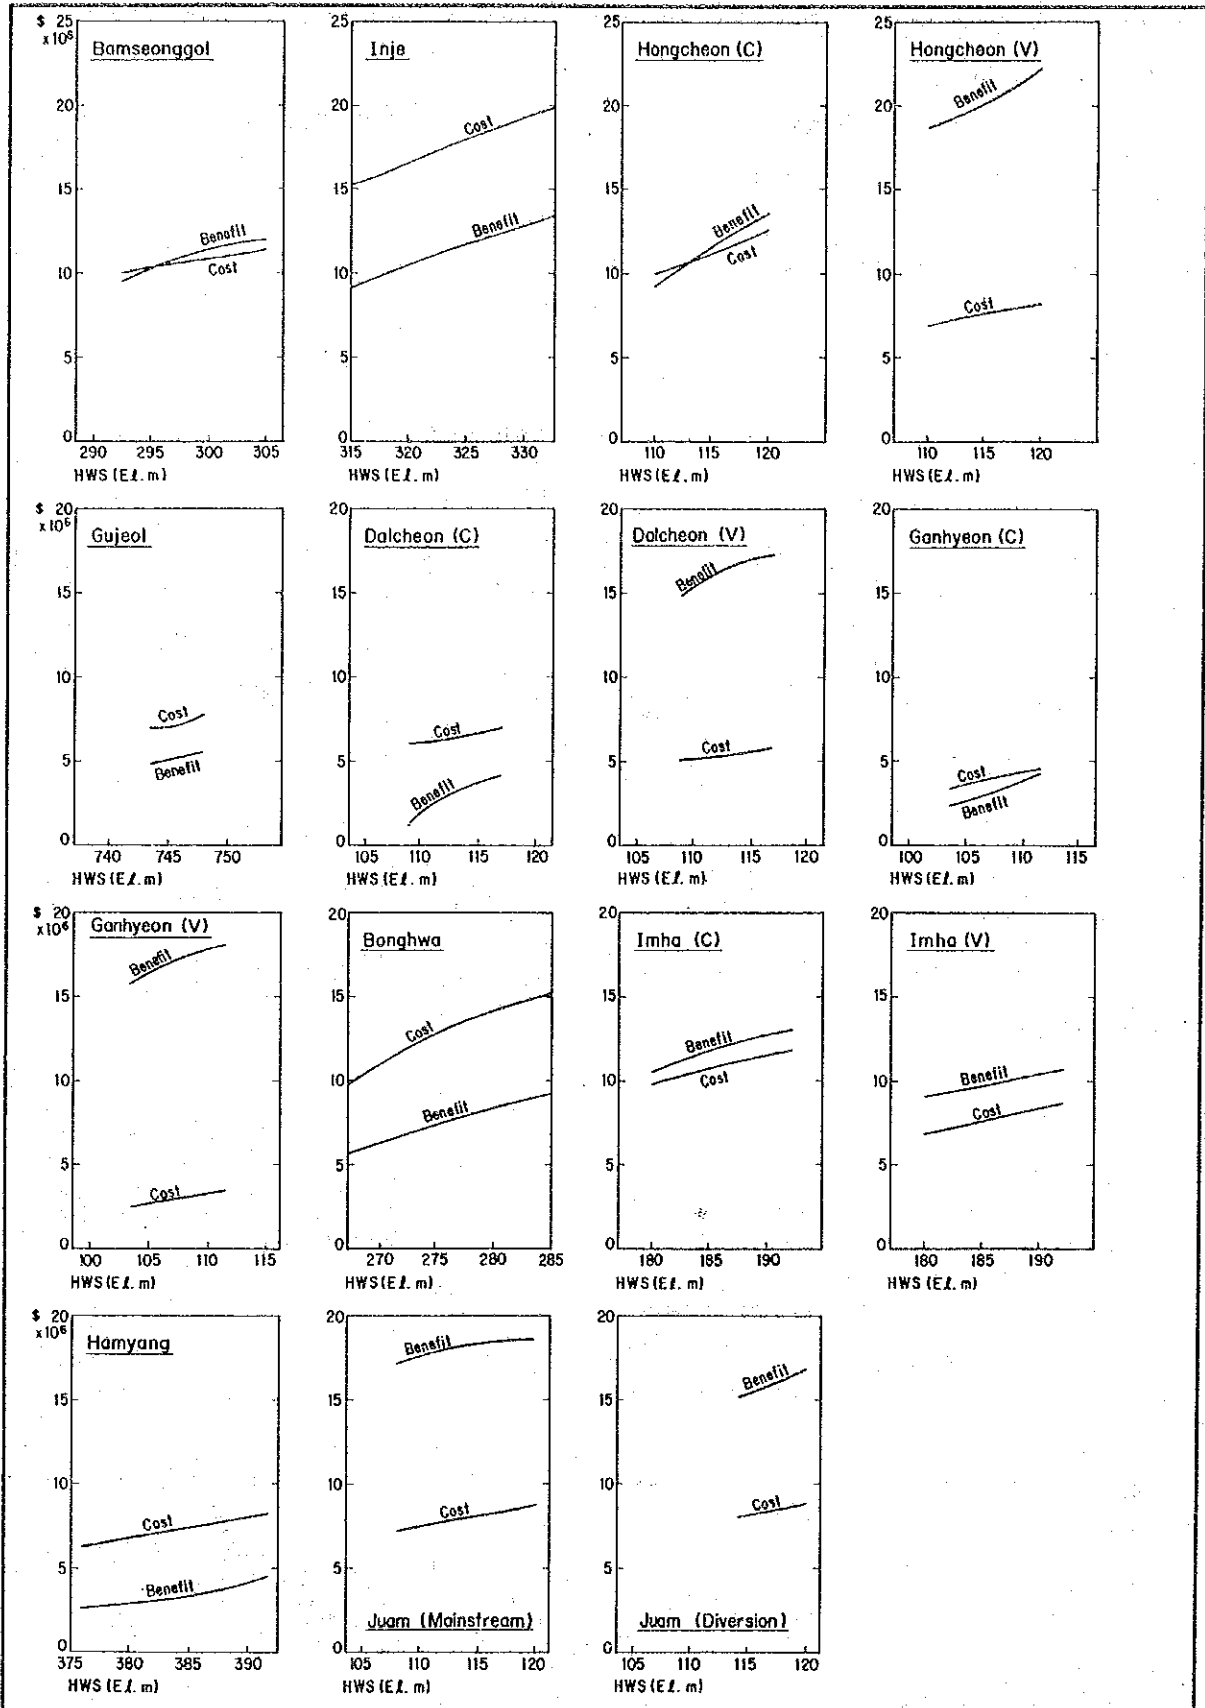 $ 25 25 25
x10⁶
Bamseonggol Inje Hongcheon (C) Hongcheon (V)
20 20 20 20
15 15 15 15
10 10 10 10
5 5 5 5
0 0 0 0
Benefit Cost
Cost Benefit
Benefit Cost
Benefit Cost
290 295 300 305 315 320 325 330 110 115 120 110 115 120
HWS (El. m) HWS (El. m) HWS (El. m) HWS (El. m)
$ 20 20 20 20
x10⁶
Gujeol Dalcheon (C) Dalcheon (V) Ganhyeon (C)
15 15 15 15
10 10 10 10
5 5 5 5
0 0 0 0
Cost Benefit
Cost Benefit
Benefit Cost
Cost Benefit
740 745 750 105 110 115 120 105 110 115 120 100 105 110 115
HWS (El. m) HWS (El. m) HWS (El. m) HWS (El. m)
$ 20 20 20 20
x10⁶
Ganhyeon (V) Bonghwa Imha (C) Imha (V)
15 15 15 15
10 10 10 10
5 5 5 5
0 0 0 0
Benefit Cost
Cost Benefit
Benefit Cost
Benefit Cost
100 105 110 115 270 275 280 285 180 185 190 180 185 190
HWS (El. m) HWS (El. m) HWS (El. m) HWS (El. m)
$ 20 20 20
x10⁶
Hamyang
15 15 15
10 10 10
5 5 5
0 0 0
Cost Benefit
Benefit Cost
Benefit Cost
Juam (Mainstream) Juam (Diversion)
375 380 385 390 105 110 115 120 105 110 115 120
HWS (El. m) HWS (El. m) HWS (El. m)